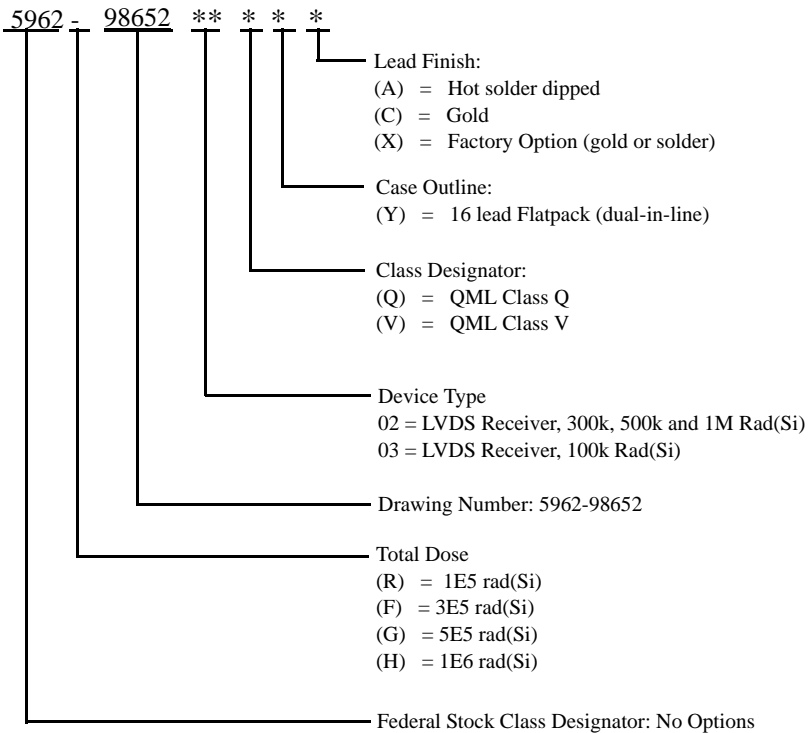 5962 - 98652 ** * * *
Lead Finish:
(A) = Hot solder dipped
(C) = Gold
(X) = Factory Option (gold or solder)
Case Outline:
(Y) = 16 lead Flatpack (dual-in-line)
Class Designator:
(Q) = QML Class Q
(V) = QML Class V
Device Type
02 = LVDS Receiver, 300k, 500k and 1M Rad(Si)
03 = LVDS Receiver, 100k Rad(Si)
Drawing Number: 5962-98652
Total Dose
(R) = 1E5 rad(Si)
(F) = 3E5 rad(Si)
(G) = 5E5 rad(Si)
(H) = 1E6 rad(Si)
Federal Stock Class Designator: No Options